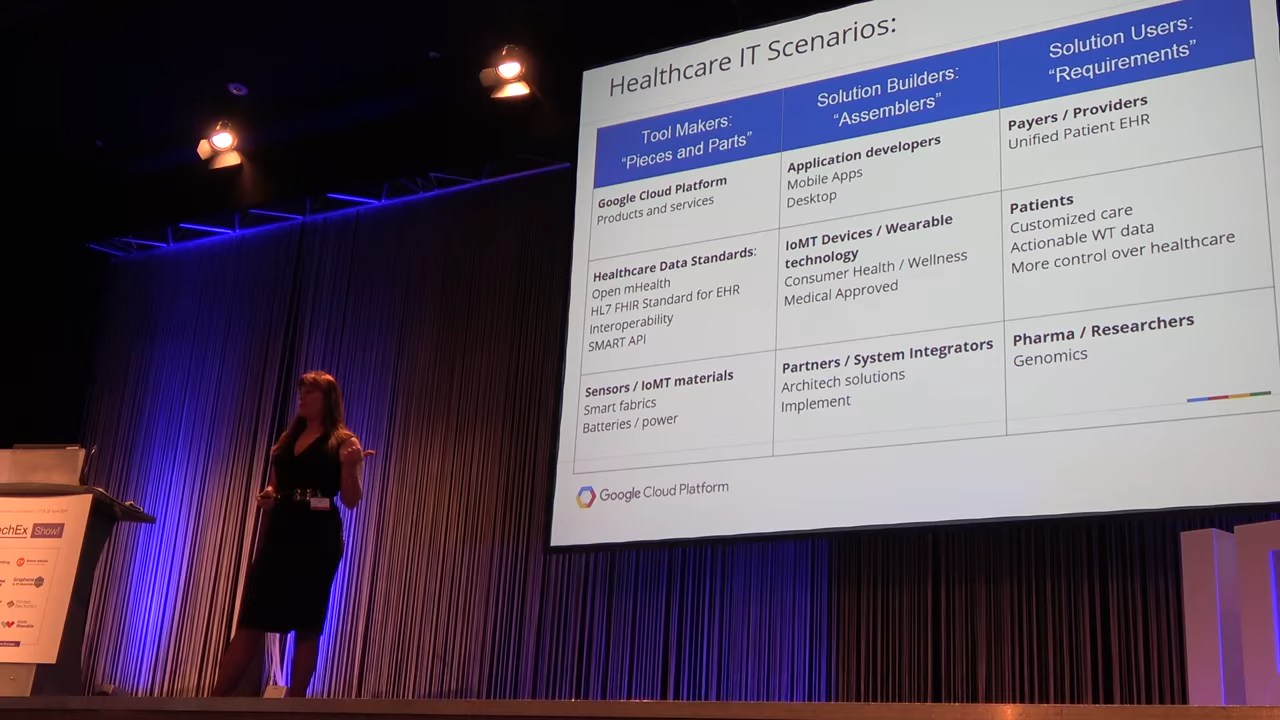 Healthcare IT Scenarios:
Tool Makers:
"Pieces and Parts"
Solution Builders:
"Assemblers"
Solution Users:
"Requirements"
Google Cloud Platform
Products and services
Application developers
Mobile Apps
Desktop
Payers / Providers
Unified Patient EHR
Healthcare Data Standards:
Open mHealth
HL7 FHIR Standard for EHR
Interoperability
SMART API
IoMT Devices / Wearable
technology
Consumer Health / Wellness
Medical Approved
Patients
Customized care
Actionable WT data
More control over healthcare
Sensors / IoMT materials
Smart fabrics
Batteries / power
Partners / System Integrators
Architech solutions
Implement
Pharma / Researchers
Genomics
Google Cloud Platform
Show!
Graphene